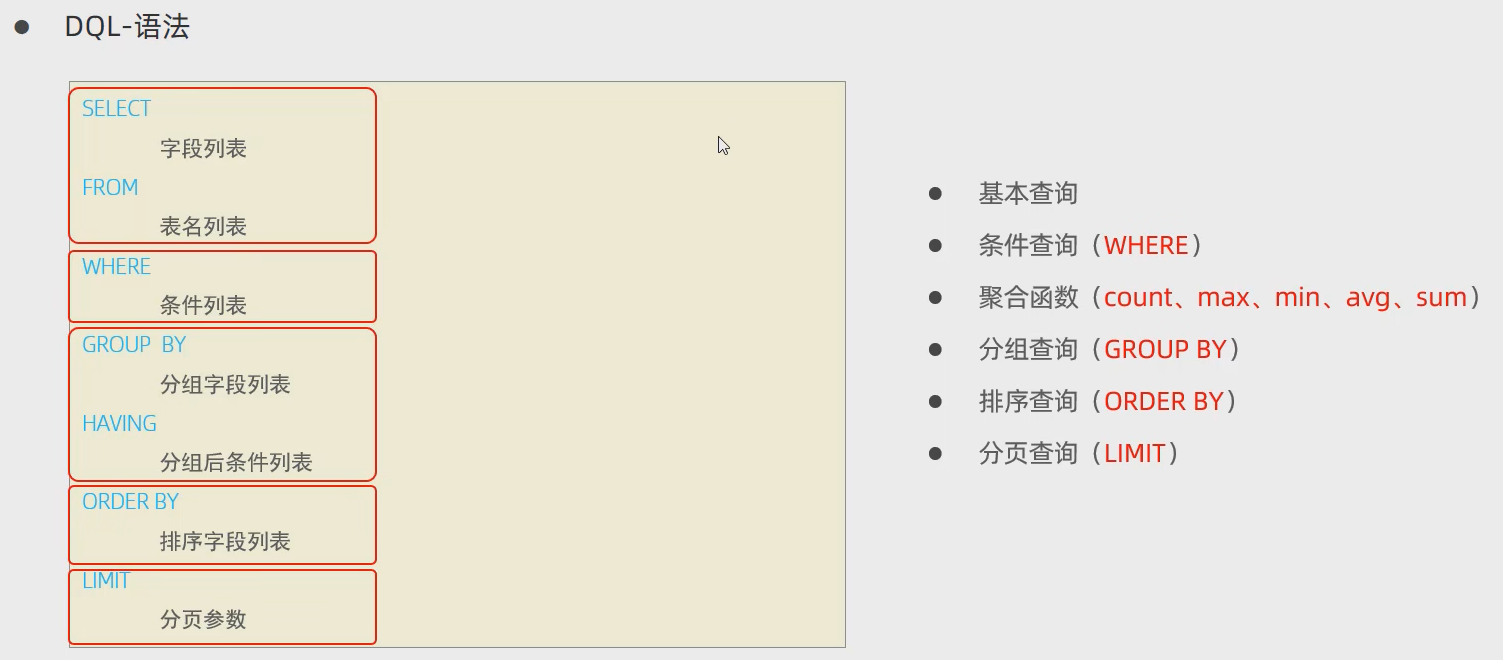 DQL-语法
SELECT
字段列表
FROM
表名列表
WHERE
条件列表
GROUP BY
分组字段列表
HAVING
分组后条件列表
ORDER BY
排序字段列表
LIMIT
分页参数
基本查询
条件查询（WHERE）
聚合函数（count、max、min、avg、sum）
分组查询（GROUP BY）
排序查询（ORDER BY）
分页查询（LIMIT）